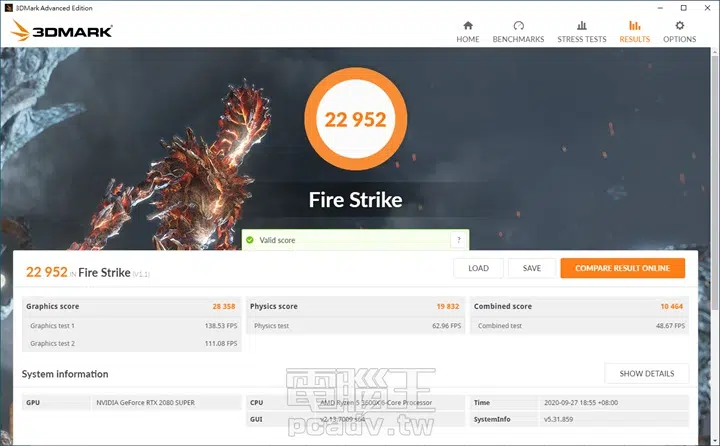 3DMark Advanced Edition
3DMARK
HOME BENCHMARKS STRESS TESTS RESULTS OPTIONS
22 952
Fire Strike
Valid score ?
22 952 IN Fire Strike (v1.1) LOAD SAVE COMPARE RESULT ONLINE
Graphics score 28 358 Physics score 19 832 Combined score 10 464
Graphics test 1 138.53 FPS Physics test 62.96 FPS Combined test 48.67 FPS
Graphics test 2 111.08 FPS
System information SHOW DETAILS
GPU NVIDIA GeForce RTX 2080 SUPER CPU AMD Ryzen 5 3600X 6-Core Processor Time 2020-09-27 18:55 +08:00
GUI v2.13.7009 s64 SystemInfo v5.31.859
電腦王
pcadv.tw